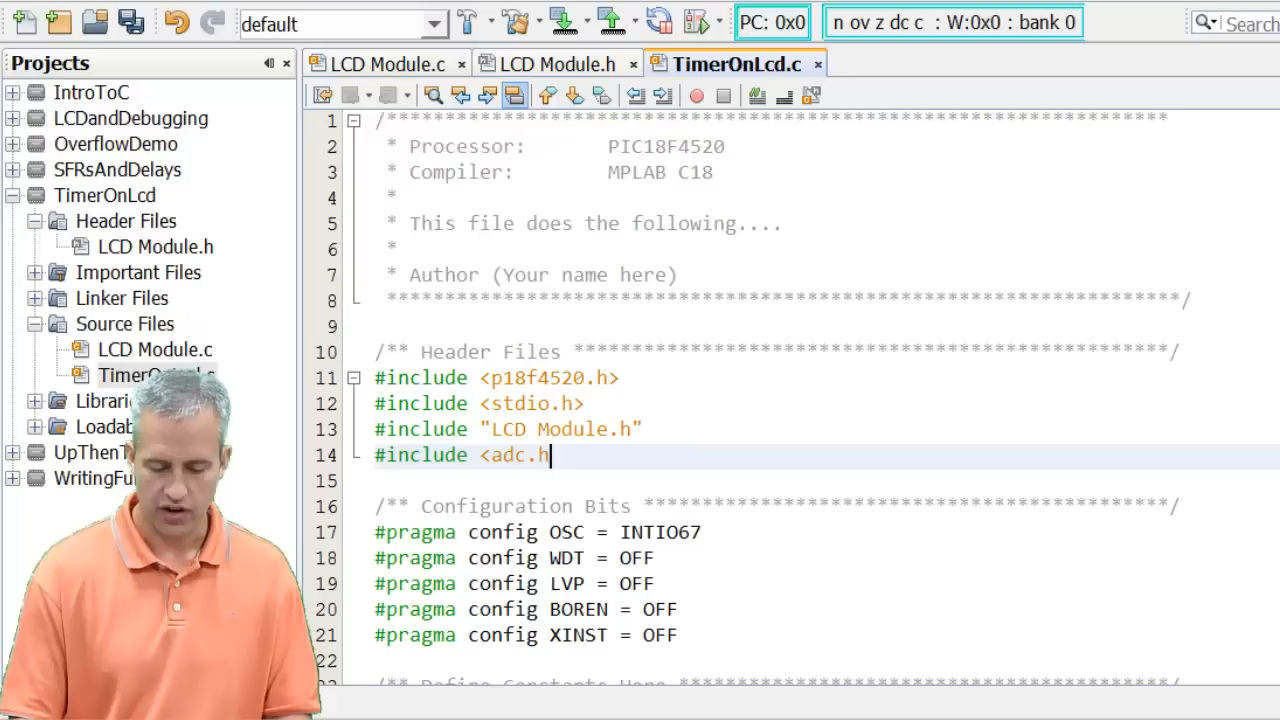 default
PC: 0x0
n ov z dc c : W:0x0 : bank 0
Search
Projects
LCD Module.c
LCD Module.h
TimerOnLcd.c
IntroToC
LCDandDebugging
OverflowDemo
SFRsAndDelays
TimerOnLcd
Header Files
LCD Module.h
Important Files
Linker Files
Source Files
LCD Module.c
1 /******************************************************************
2 * Processor: PIC18F4520
3 * Compiler: MPLAB C18
4 *
5 * This file does the following....
6 *
7 * Author (Your name here)
8 ********************************************************************/
9
10 /** Header Files ***************************************************/
11 #include <p18f4520.h>
12 #include <stdio.h>
13 #include "LCD Module.h"
14 #include <adc.h
15
16 /** Configuration Bits *********************************************/
17 #pragma config OSC = INTIO67
18 #pragma config WDT = OFF
19 #pragma config LVP = OFF
20 #pragma config BOREN = OFF
21 #pragma config XINST = OFF
22
/** Define Constants Here ******************************************/